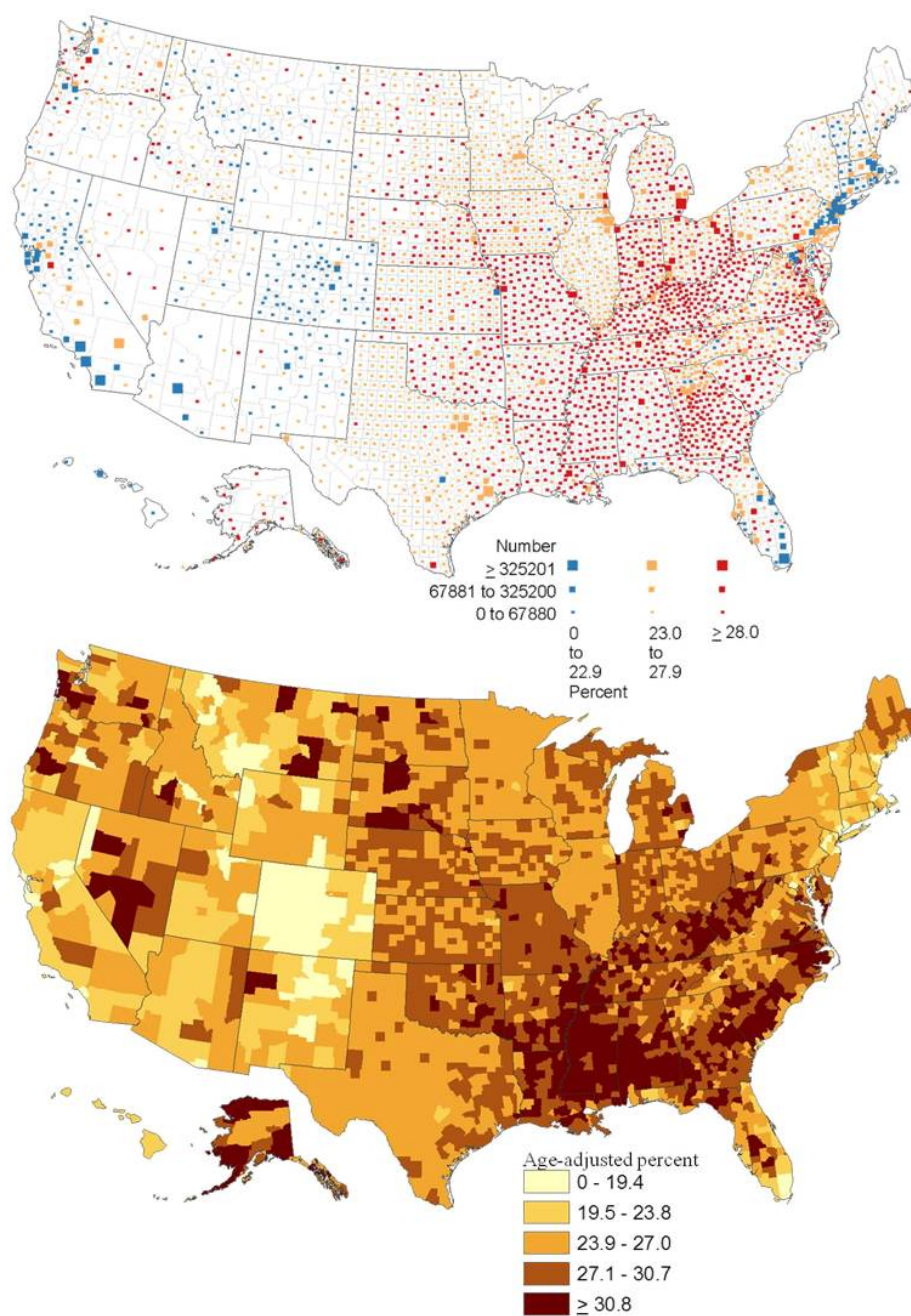 Number
≥ 325201
67881 to 325200
0 to 67880
0 to 22.9
23.0 to 27.9
≥ 28.0
Percent
Age-adjusted percent
0 - 19.4
19.5 - 23.8
23.9 - 27.0
27.1 - 30.7
≥ 30.8